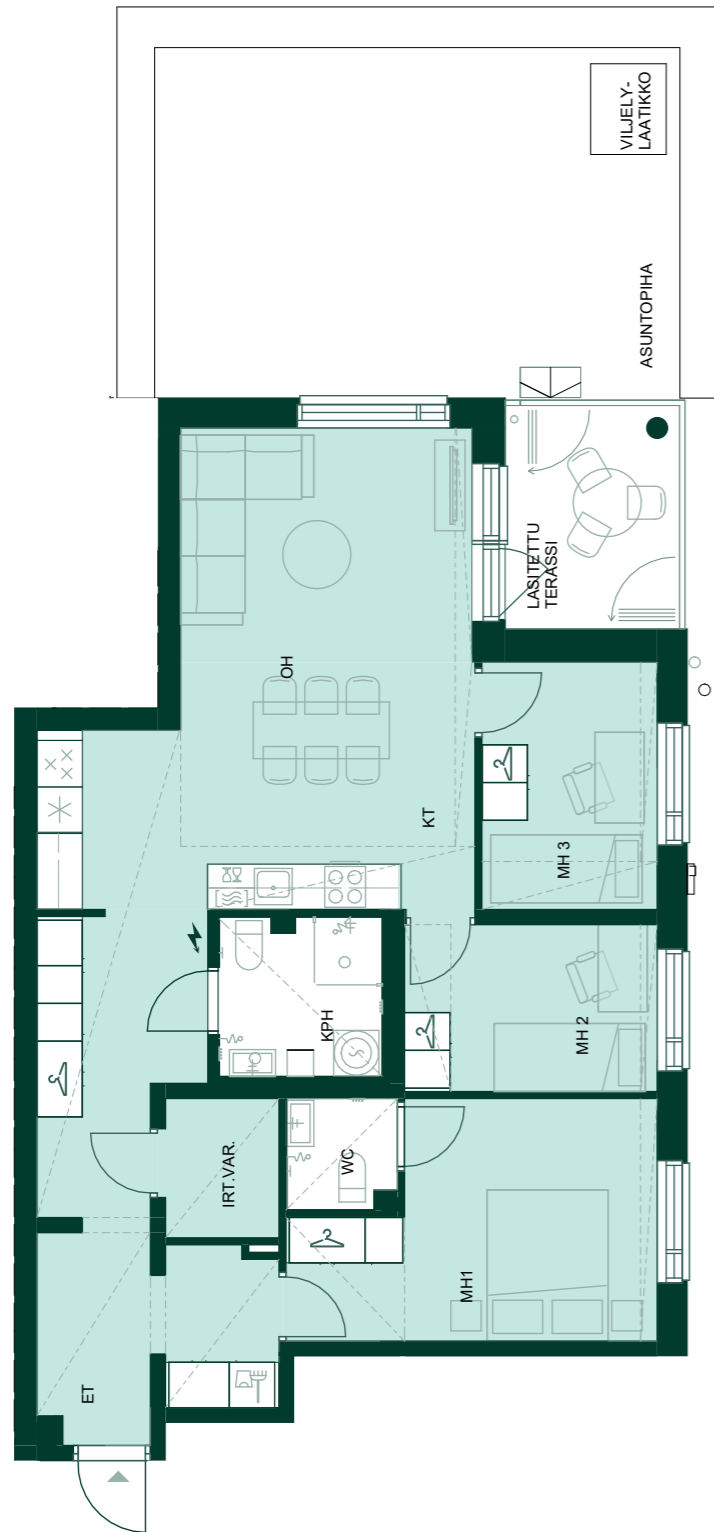 VILJELY-
LAATIKKO
ASUNTOPIHA
LASITETTU
TERASSI
OH
KT
MH 3
MH 2
KPH
WC
IRT.VAR.
MH1
ET